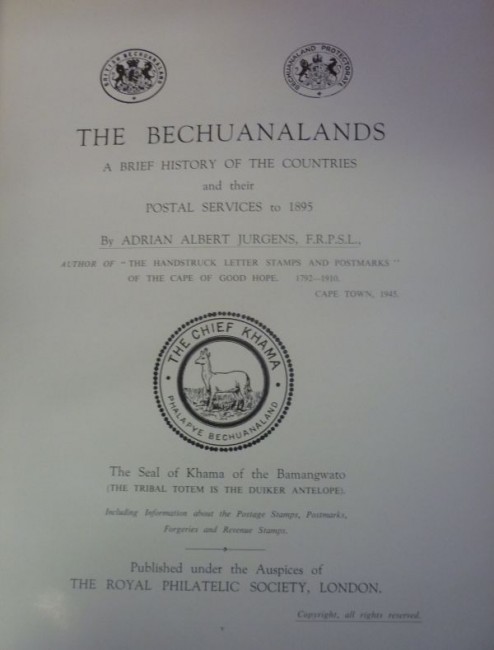 BRITISH BECHUANALAND
BECHUANALAND PROTECTORATE
THE BECHUANALANDS
A BRIEF HISTORY OF THE COUNTRIES
and their
POSTAL SERVICES to 1895
By ADRIAN ALBERT JURGENS, F.R.P.S.L.,
AUTHOR OF "THE HANDSTRUCK LETTER STAMPS AND POSTMARKS"
OF THE CAPE OF GOOD HOPE. 1792—1910.
CAPE TOWN, 1945.
THE CHIEF KHAMA
PHALAPYE BECHUANALAND
The Seal of Khama of the Bamangwato
(THE TRIBAL TOTEM IS THE DUIKER ANTELOPE).
Including Information about the Postage Stamps, Postmarks,
Forgeries and Revenue Stamps.
Published under the Auspices of
THE ROYAL PHILATELIC SOCIETY, LONDON.
Copyright, all rights reserved.